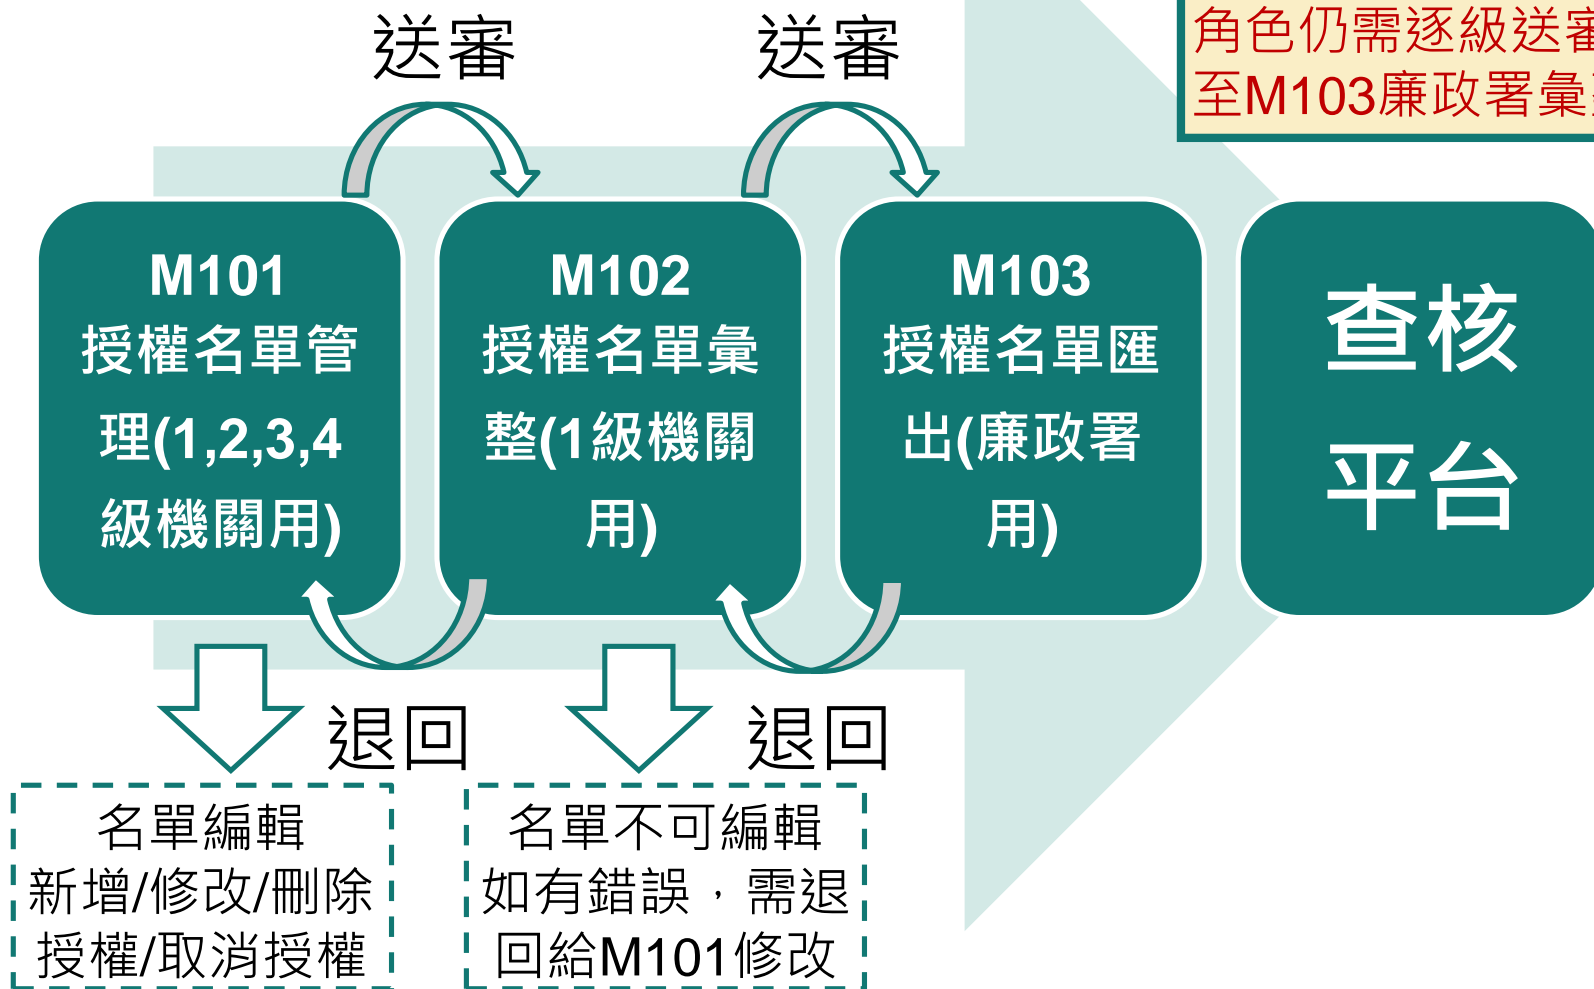 送審
送審
角色仍需逐級送審
至M103廉政署彙
M101
授權名單管
理(1,2,3,4
級機關用)
M102
授權名單彙
整(1級機關
用)
M103
授權名單匯
出(廉政署
用)
查核
平台
退回
退回
名單編輯
新增/修改/刪除
授權/取消授權
名單不可編輯
如有錯誤，需退
回給M101修改